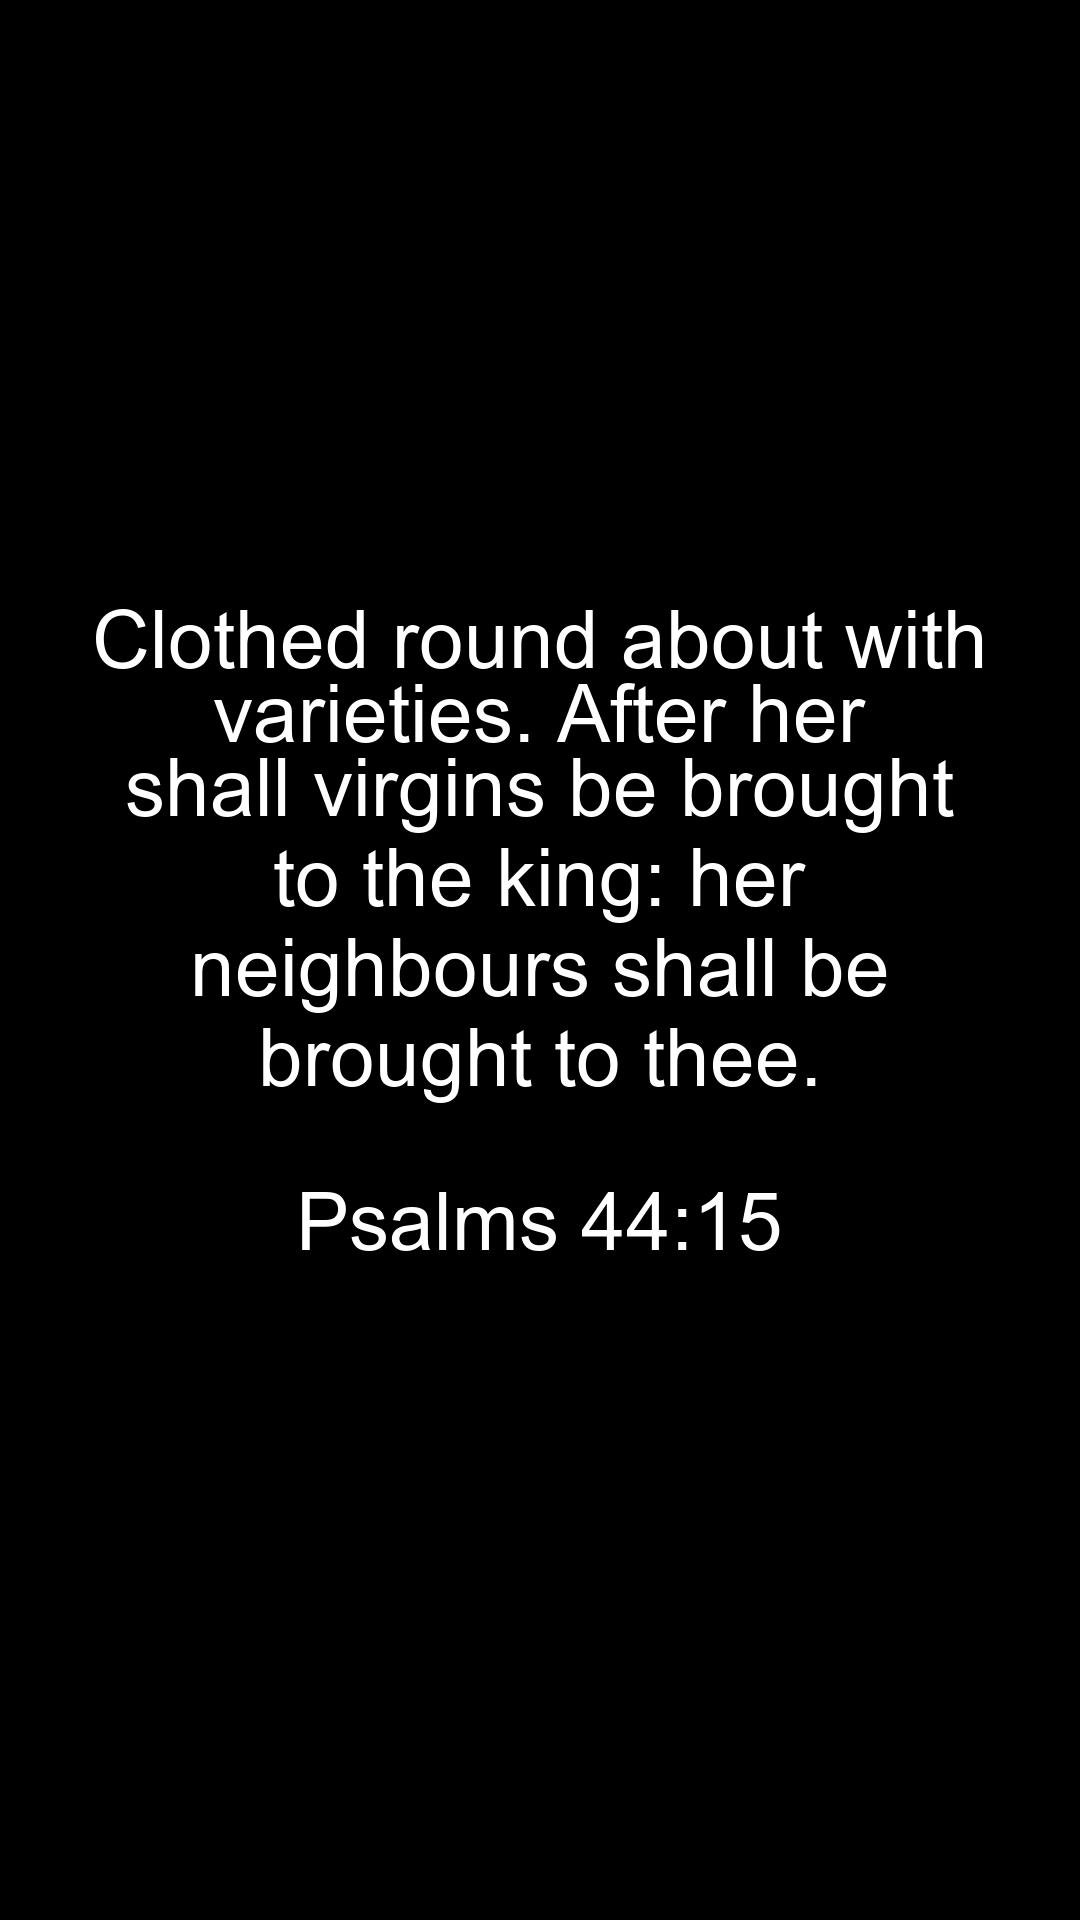 Clothed round about with
varieties. After her
shall virgins be brought
to the king: her
neighbours shall be
brought to thee.
Psalms 44:15